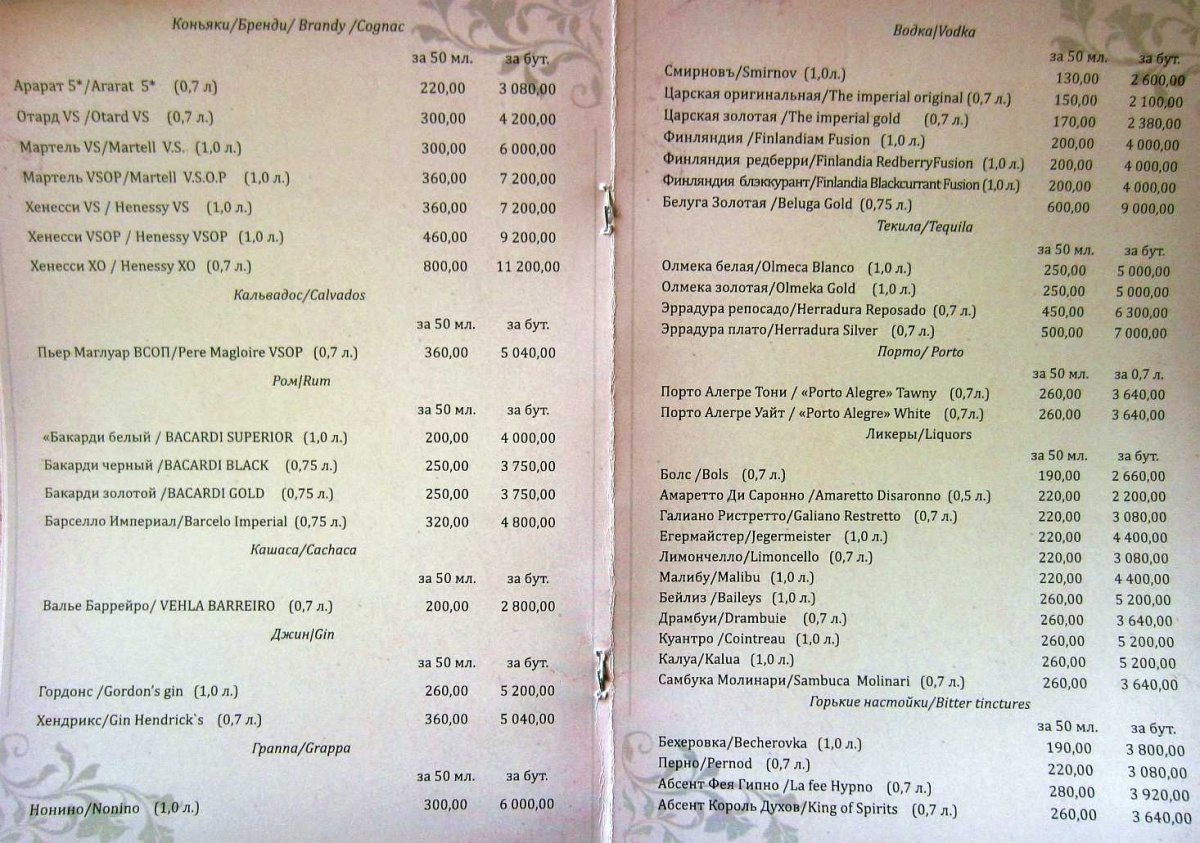 Коньяки/Бренди/ Brandy /Cognac
за 50 мл. за бут.
Арарат 5*/Ararat 5* (0,7 л) 220,00 3 080,00
Отард VS /Otard VS (0,7 л.) 300,00 4 200,00
Мартель VS/Martell V.S. (1,0 л.) 300,00 6 000,00
Мартель VSOP/Martell V.S.O.P (1,0 л.) 360,00 7 200,00
Хенесси VS / Henessy VS (1,0 л.) 360,00 7 200,00
Хенесси VSOP / Henessy VSOP (1,0 л.) 460,00 9 200,00
Хенесси XO / Henessy XO (0,7 л.) 800,00 11 200,00
Кальвадос/Calvados
за 50 мл. за бут.
Пьер Маглуар ВСОП/Pere Magloire VSOP (0,7 л.) 360,00 5 040,00
Ром/Rum
за 50 мл. за бут.
«Бакарди белый / BACARDI SUPERIOR (1,0 л.) 200,00 4 000,00
Бакарди черный /BACARDI BLACK (0,75 л.) 250,00 3 750,00
Бакарди золотой /BACARDI GOLD (0,75 л.) 250,00 3 750,00
Барселло Империал/Barcelo Imperial (0,75 л.) 320,00 4 800,00
Кашаса/Cachaca
за 50 мл. за бут.
Валье Баррейро/ VEHLA BARREIRO (0,7 л.) 200,00 2 800,00
Джин/Gin
за 50 мл. за бут.
Гордонс /Gordon's gin (1,0 л.) 260,00 5 200,00
Хендрикс/Gin Hendrick`s (0,7 л.) 360,00 5 040,00
Граппа/Grappa
за 50 мл. за бут.
Нонино/Nonino (1,0 л.) 300,00 6 000,00
Водка/Vodka
за 50 мл. за бут.
Смирновъ/Smirnov (1,0л.) 130,00 2 600,00
Царская оригинальная/The imperial original (0,7 л.) 150,00 2 100,00
Царская золотая /The imperial gold (0,7 л.) 170,00 2 380,00
Финляндия /Finlandiaм Fusion (1,0 л.) 200,00 4 000,00
Финляндия редберри/Finlandia RedberryFusion (1,0 л.) 200,00 4 000,00
Финляндия блэккурант/Finlandia Blackcurrant Fusion (1,0 л.) 200,00 4 000,00
Белуга Золотая /Beluga Gold (0,75 л.) 600,00 9 000,00
Текила/Tequila
за 50 мл. за бут.
Олмека белая/Olmeca Blanco (1,0 л.) 250,00 5 000,00
Олмека золотая/Olmeka Gold (1,0 л.) 250,00 5 000,00
Эррадура репосадо/Herradura Reposado (0,7 л.) 450,00 6 300,00
Эррадура плато/Herradura Silver (0,7 л.) 500,00 7 000,00
Порто/ Porto
за 50 мл. за 0,7 л.
Порто Алегре Тони / «Porto Alegre» Tawny (0,7л.) 260,00 3 640,00
Порто Алегре Уайт / «Porto Alegre» White (0,7л.) 260,00 3 640,00
Ликеры/Liquors
за 50 мл. за бут.
Болс /Bols (0,7 л.) 190,00 2 660,00
Амаретто Ди Саронно /Amaretto Disaronno (0,5 л.) 220,00 2 200,00
Галиано Ристретто/Galiano Restretto (0,7 л.) 220,00 3 080,00
Егермайстер/Jegermeister (1,0 л.) 220,00 4 400,00
Лимончелло/Limoncello (0,7 л.) 220,00 3 080,00
Малибу/Malibu (1,0 л.) 220,00 4 400,00
Бейлиз /Baileys (1,0 л.) 260,00 5 200,00
Драмбуи/Drambuie (0,7 л.) 260,00 3 640,00
Куантро /Cointreau (1,0 л.) 260,00 5 200,00
Калуа/Kalua (1,0 л.) 260,00 5 200,00
Самбука Молинари/Sambuca Molinari (0,7 л.) 260,00 3 640,00
Горькие настойки/Bitter tinctures
за 50 мл. за бут.
Бехеровка/Becherovka (1,0 л.) 190,00 3 800,00
Перно/Pernod (0,7 л.) 220,00 3 080,00
Абсент Фея Гипно /La fee Hypno (0,7 л.) 280,00 3 920,00
Абсент Король Духов/King of Spirits (0,7 л.) 260,00 3 640,00